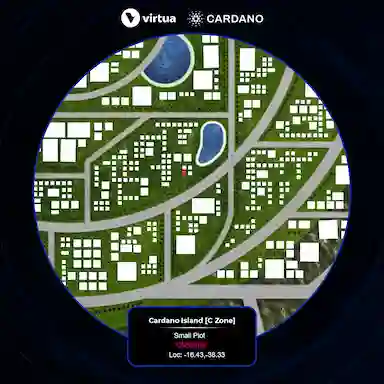 virtua CARDANO
Cardano Island [C Zone]
Small Plot
Loc: -16.43,-38.33